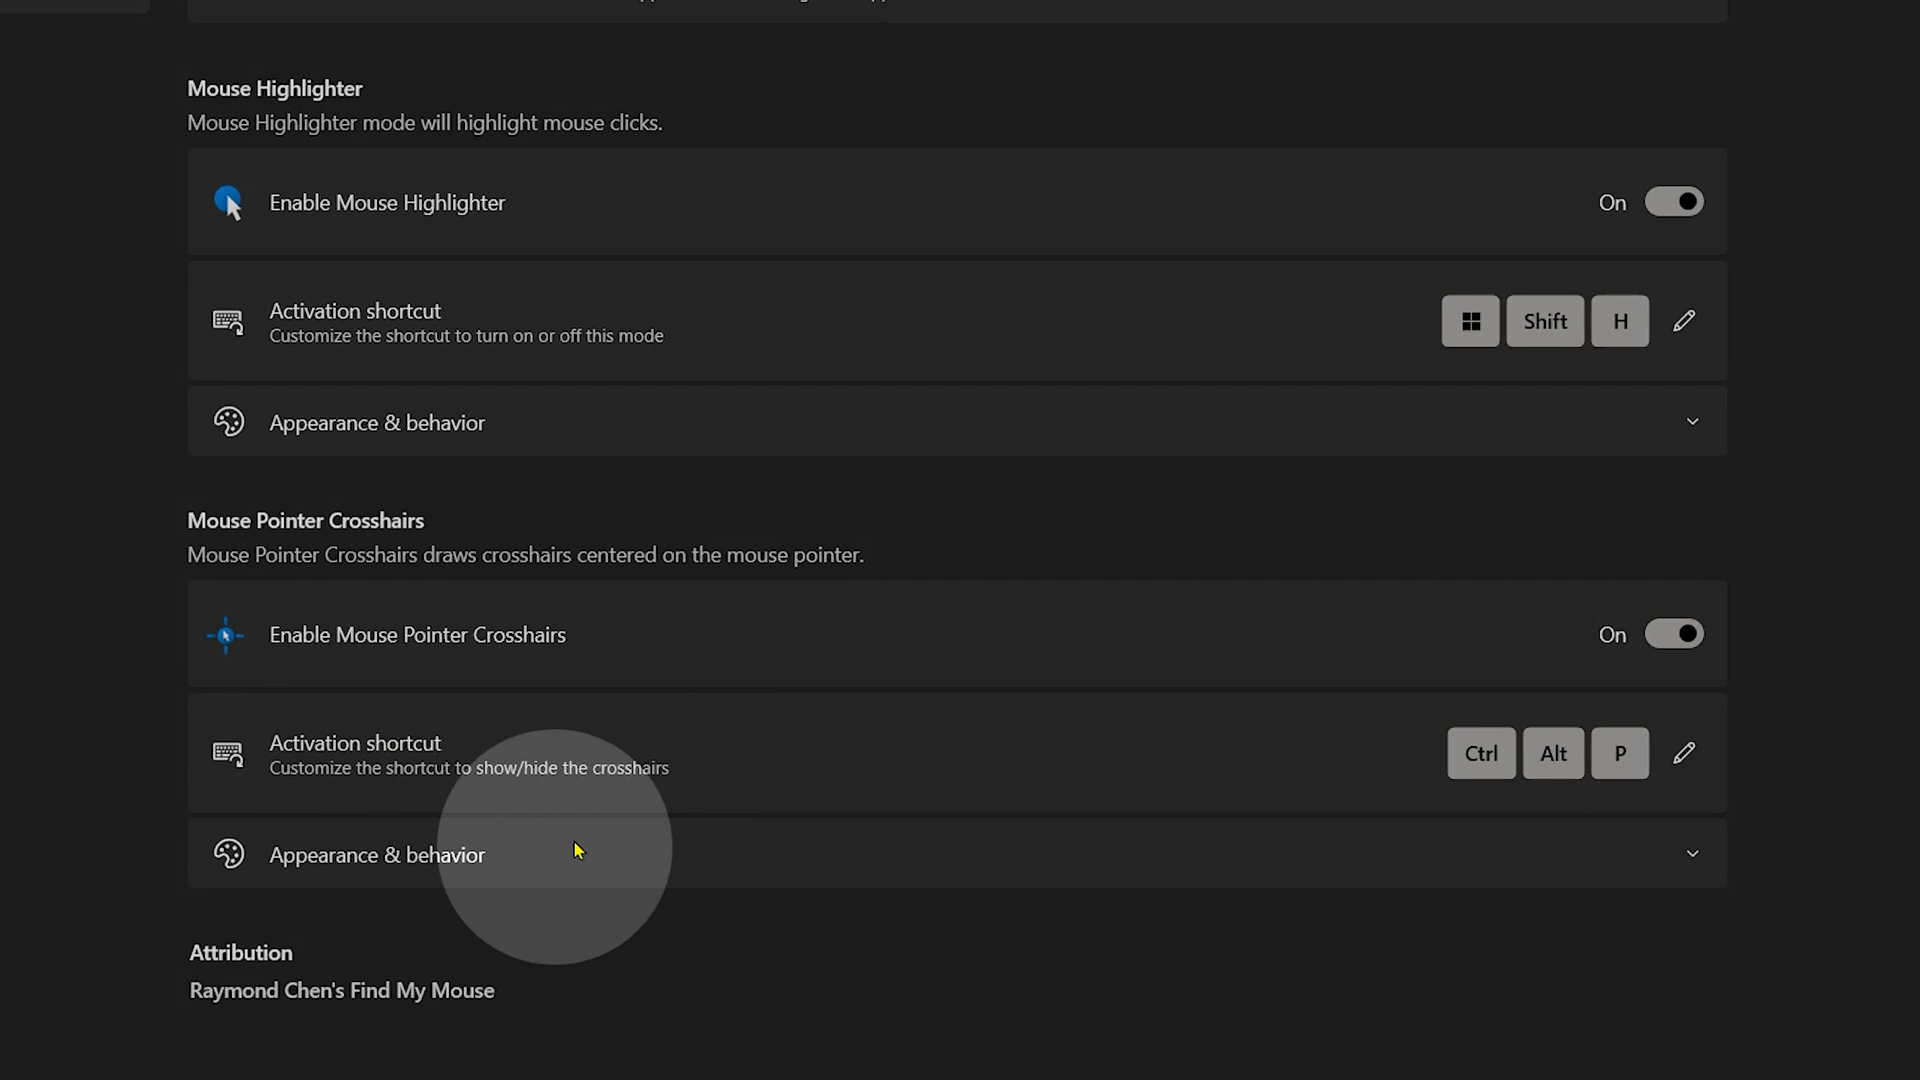 Mouse Highlighter
Mouse Highlighter mode will highlight mouse clicks.
Enable Mouse Highlighter
On
Activation shortcut
Customize the shortcut to turn on or off this mode
Shift H
Appearance & behavior
Mouse Pointer Crosshairs
Mouse Pointer Crosshairs draws crosshairs centered on the mouse pointer.
Enable Mouse Pointer Crosshairs
On
Activation shortcut
Customize the shortcut to show/hide the crosshairs
Ctrl Alt P
Appearance & behavior
Attribution
Raymond Chen's Find My Mouse